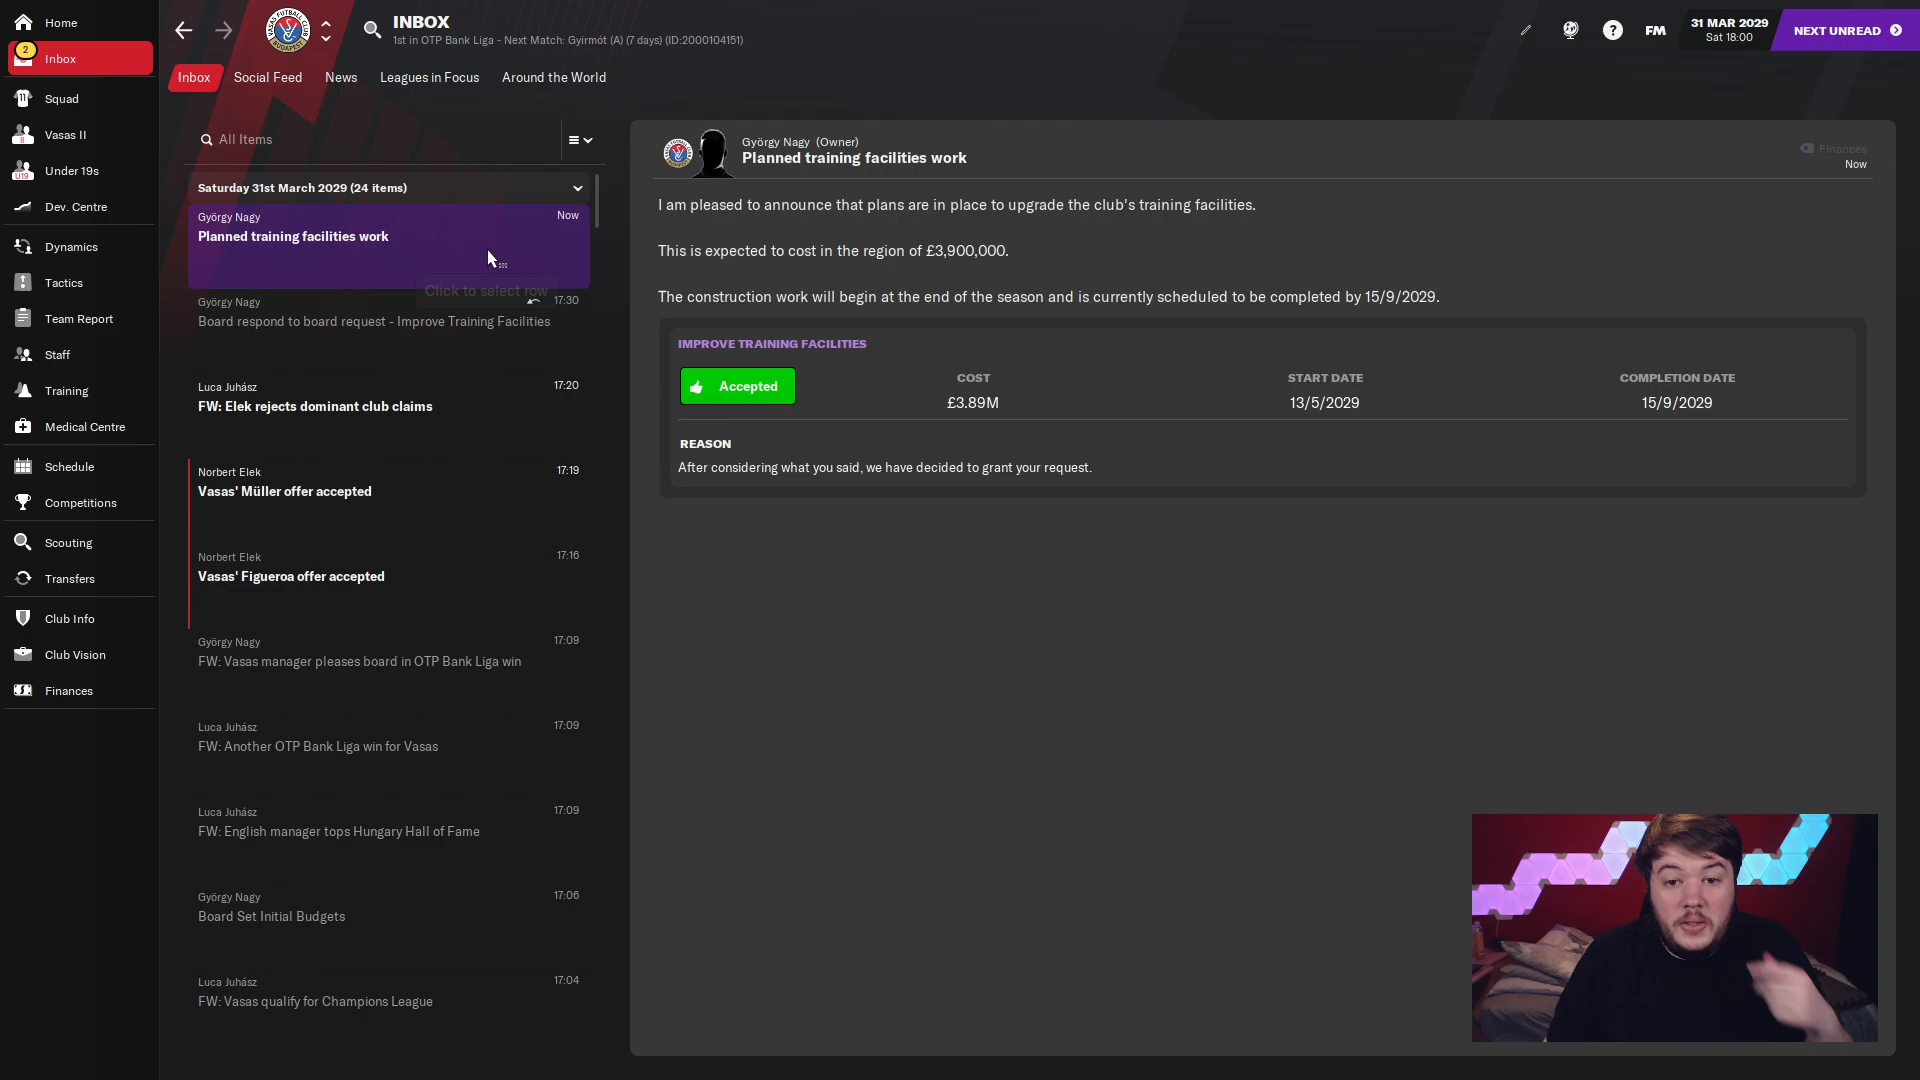 Home
2
Inbox
Squad
Vasas II
Under 19s
Dev. Centre
Dynamics
Tactics
Team Report
Staff
Training
Medical Centre
Schedule
Competitions
Scouting
Transfers
Club Info
Club Vision
Finances
INBOX
1st in OTP Bank Liga - Next Match: Gyirmót (A) (7 days) (ID:2000104151)
FM
31 MAR 2029
Sat 18:00
NEXT UNREAD
Inbox Social Feed News Leagues in Focus Around the World
All Items
Saturday 31st March 2029 (24 items)
György Nagy Now
Planned training facilities work
Click to select row
György Nagy 17:30
Board respond to board request - Improve Training Facilities
Luca Juhász 17:20
FW: Elek rejects dominant club claims
Norbert Elek 17:19
Vasas' Müller offer accepted
Norbert Elek 17:16
Vasas' Figueroa offer accepted
György Nagy 17:09
FW: Vasas manager pleases board in OTP Bank Liga win
Luca Juhász 17:09
FW: Another OTP Bank Liga win for Vasas
Luca Juhász 17:09
FW: English manager tops Hungary Hall of Fame
György Nagy 17:06
Board Set Initial Budgets
Luca Juhász 17:04
FW: Vasas qualify for Champions League
György Nagy (Owner)
Planned training facilities work
Finances
Now
I am pleased to announce that plans are in place to upgrade the club's training facilities.
This is expected to cost in the region of £3,900,000.
The construction work will begin at the end of the season and is currently scheduled to be completed by 15/9/2029.
IMPROVE TRAINING FACILITIES
Accepted
COST START DATE COMPLETION DATE
£3.89M 13/5/2029 15/9/2029
REASON
After considering what you said, we have decided to grant your request.